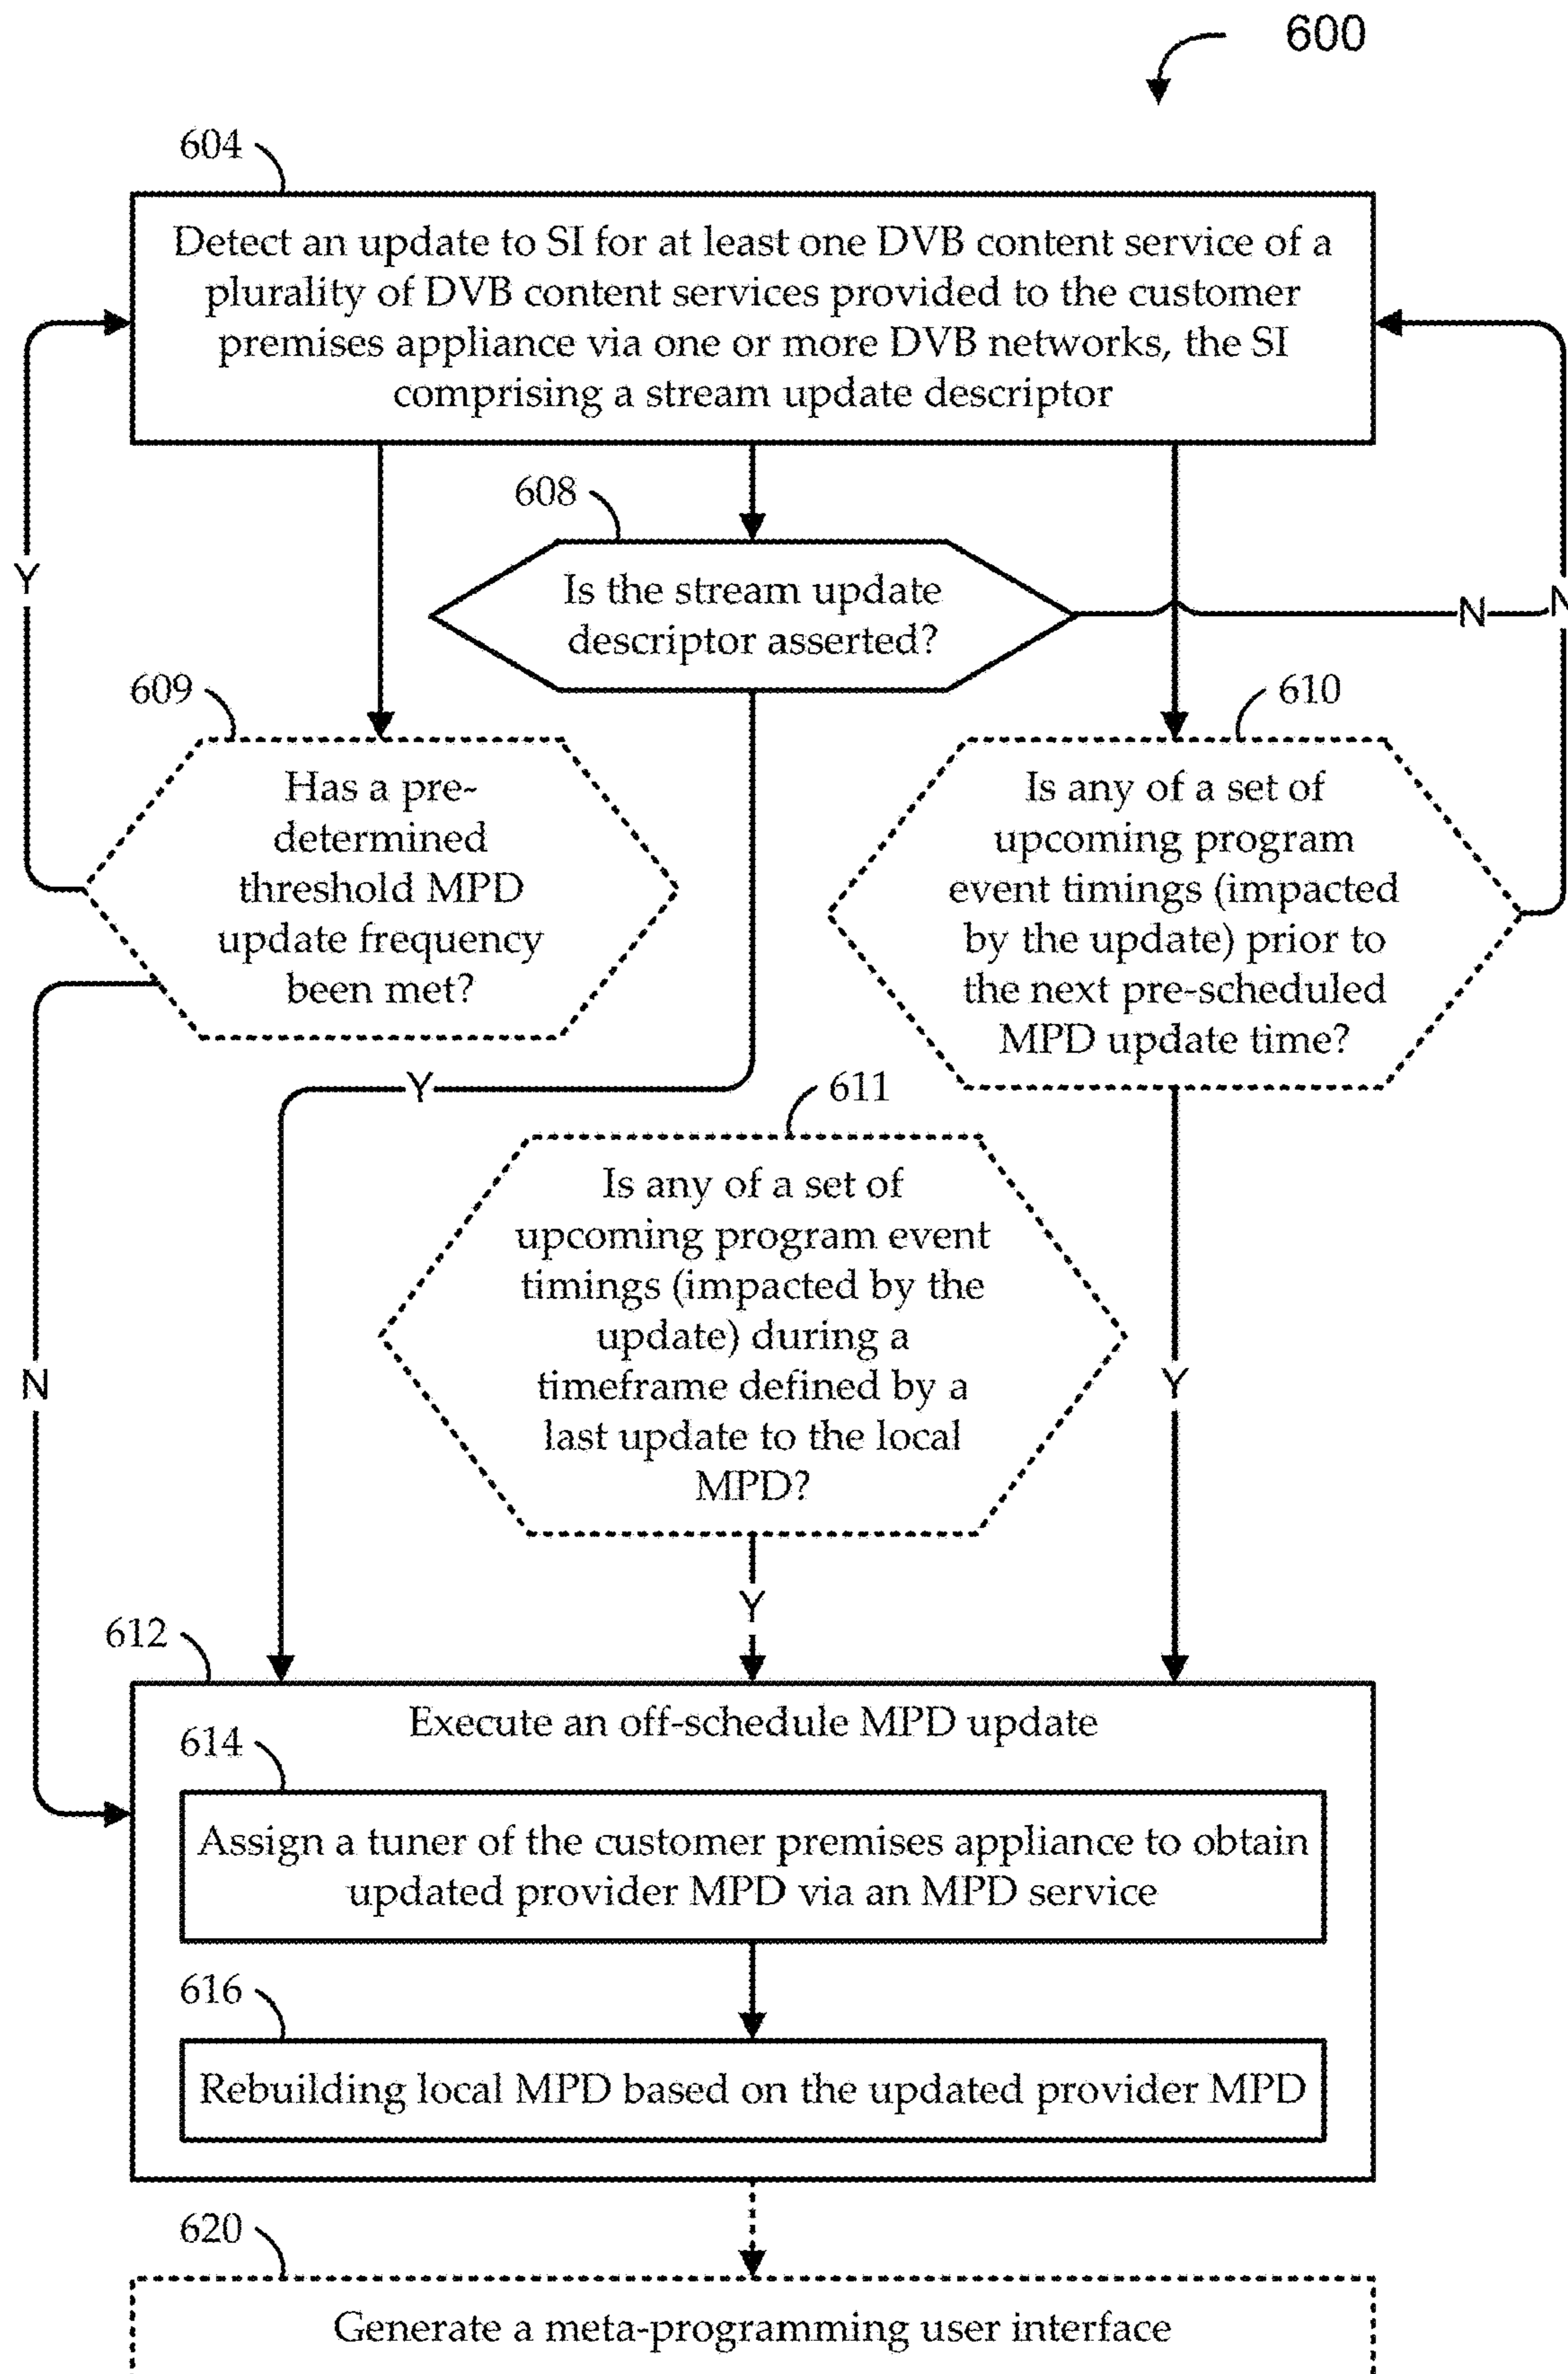 600
604
Detect an update to SI for at least one DVB content service of a
plurality of DVB content services provided to the customer
premises appliance via one or more DVB networks, the SI
comprising a stream update descriptor
608
Is the stream update
descriptor asserted?
Y
N
N
609
Has a pre-
determined
threshold MPD
update frequency
been met?
610
Is any of a set of
upcoming program
event timings (impacted
by the update) prior to
the next pre-scheduled
MPD update time?
Y
611
Is any of a set of
upcoming program event
timings (impacted by the
update) during a
timeframe defined by a
last update to the local
MPD?
N
Y
Y
612
Execute an off-schedule MPD update
614
Assign a tuner of the customer premises appliance to obtain
updated provider MPD via an MPD service
616
Rebuilding local MPD based on the updated provider MPD
620
Generate a meta-programming user interface